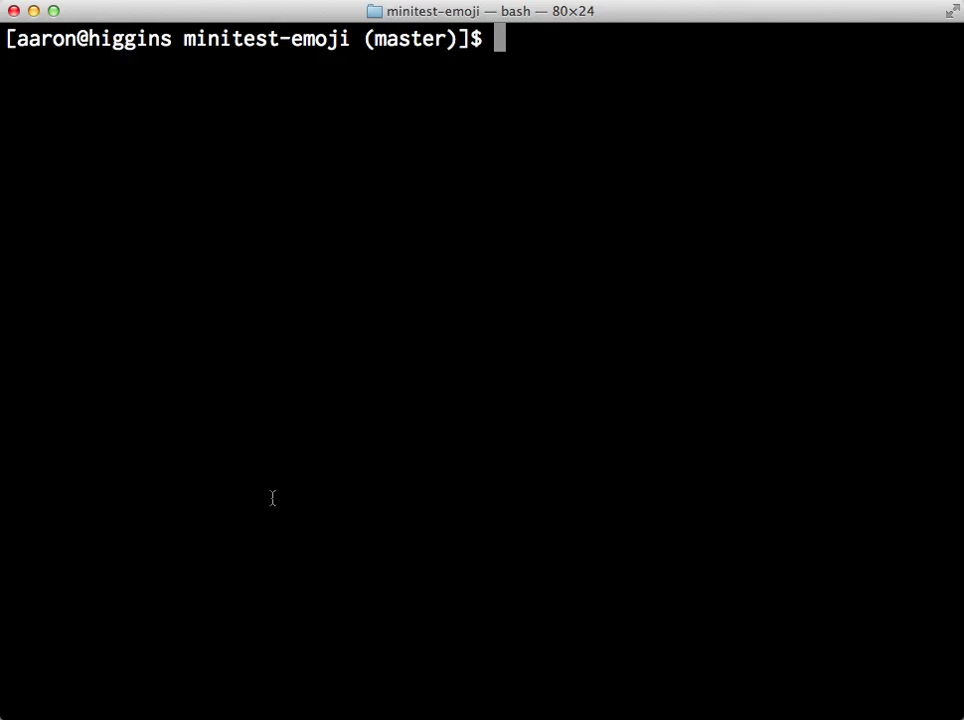 minitest-emoji — bash — 80×24
[aaron@higgins minitest-emoji (master)]$